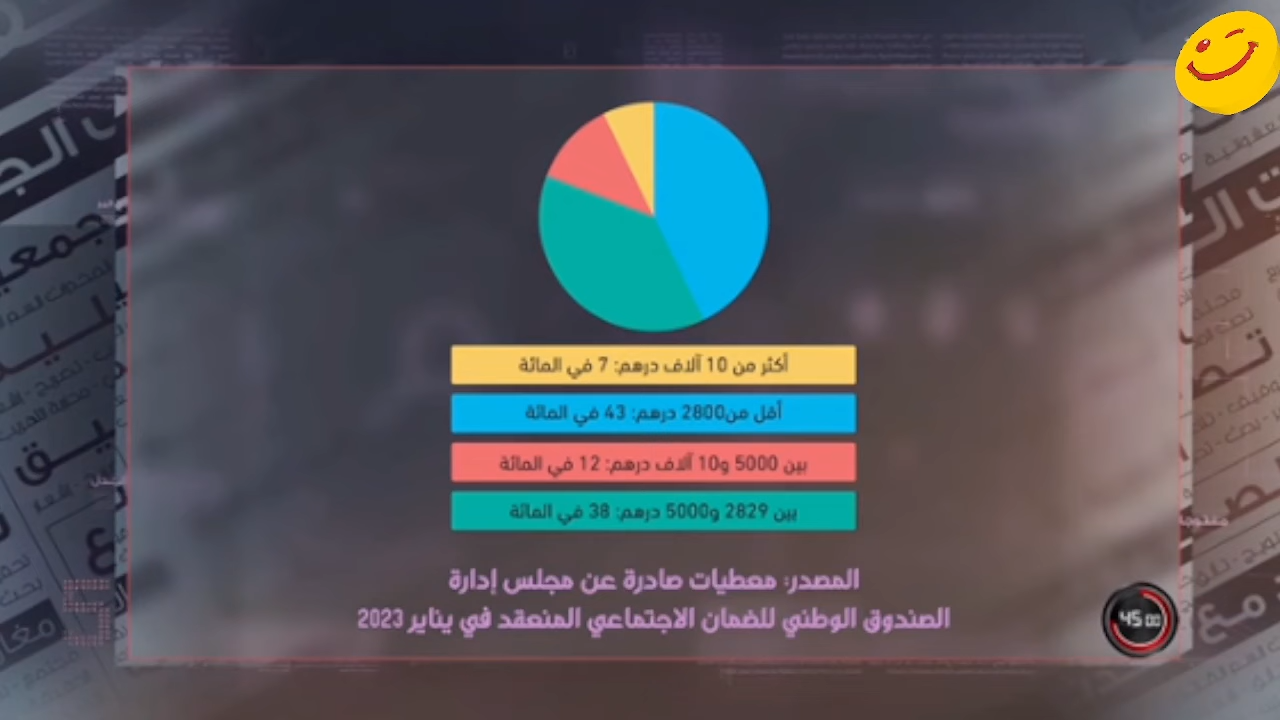 أكثر من 10 آلاف درهم: 7 في المائة
أقل من2800 درهم: 43 في المائة
بين 5000 و10 آلاف درهم: 12 في المائة
بين 2829 و5000 درهم: 38 في المائة
المصدر: معطيات صادرة عن مجلس إدارة
الصندوق الوطني للضمان الاجتماعي المنعقد في يناير 2023
45 00